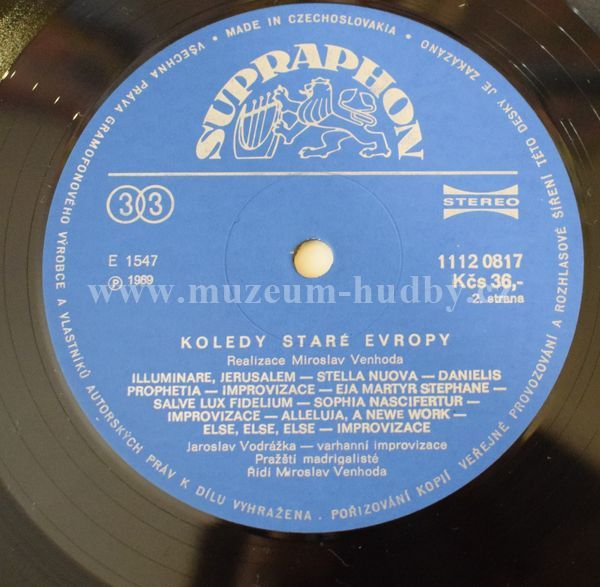 VŠECHNA PRÁVA GRAMOFONOVÉHO VÝROBCE A VLASTNÍKŮ AUTORSKÝCH PRÁV K DÍLU VYHRAŽENA . POŘIZOVÁNÍ KOPIÍ VEŘEJNÉ PROVOZOVÁNÍ A ROZHLASOVÉ ŠÍŘENÍ TÉTO DESKY JE ZAKÁZÁNO • MADE IN CZECHOSLOVAKIA •
SUPRAPHON
33
STEREO
E 1547
1112 0817
℗ 1969
Kčs 36,-
www.muzeum-hudby.cz
2. strana
KOLEDY STARÉ EVROPY
Realizace Miroslav Venhoda
ILLUMINARE, JERUSALEM — STELLA NUOVA — DANIELIS
PROPHETIA — IMPROVIZACE — EJA MARTYR STEPHANE —
SALVE LUX FIDELIUM — SOPHIA NASCIFERTUR —
IMPROVIZACE — ALLELUJA, A NEWE WORK —
ELSE, ELSE, ELSE — IMPROVIZACE
Jaroslav Vodrážka — varhanní improvizace
Pražští madrigalisté
Řídí Miroslav Venhoda